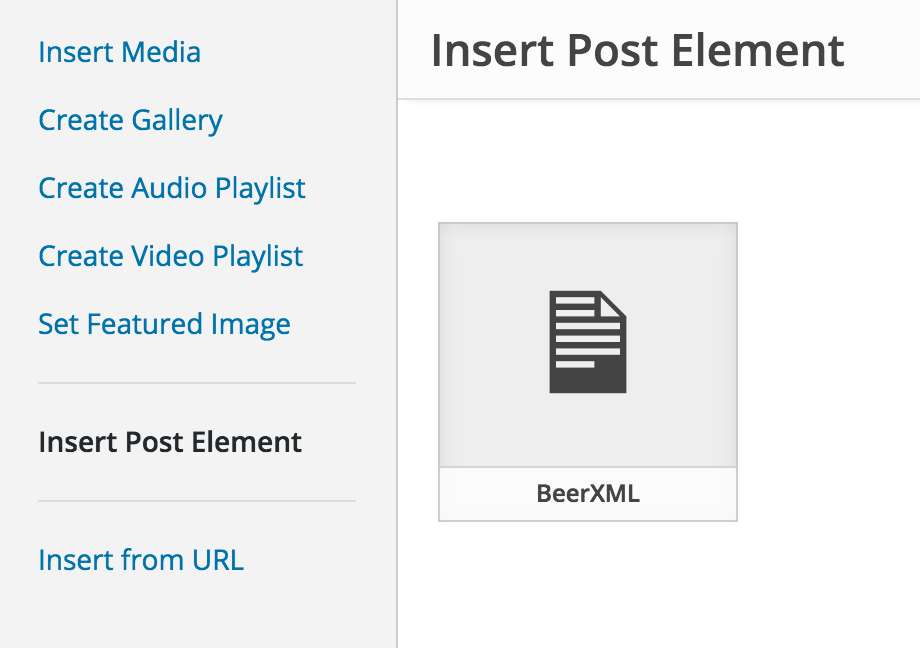 Insert Media
Create Gallery
Create Audio Playlist
Create Video Playlist
Set Featured Image
Insert Post Element
Insert from URL
Insert Post Element
BeerXML